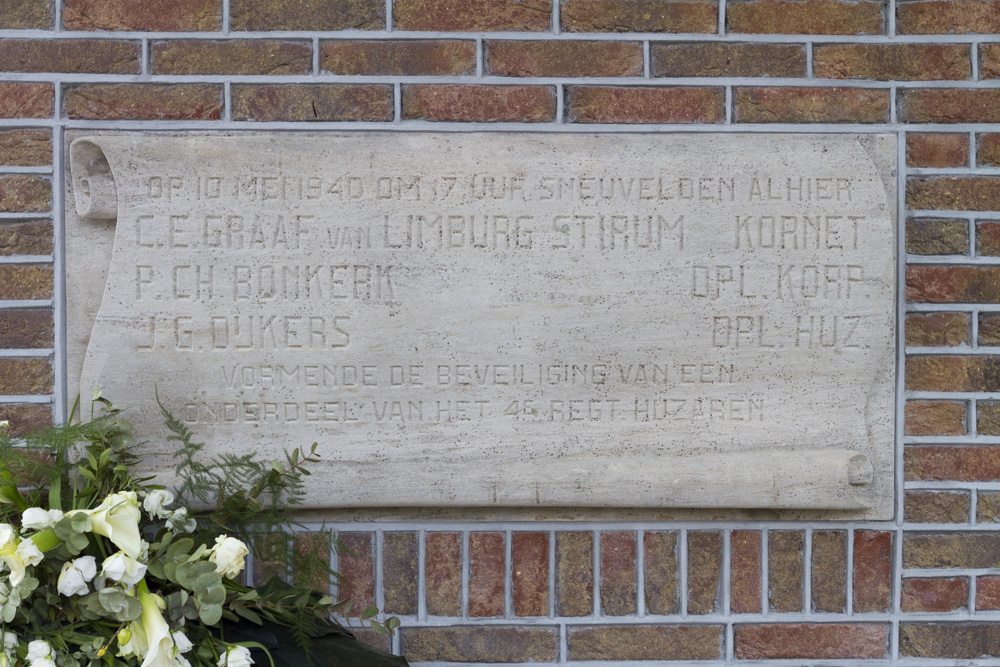 OP 10 MEI 1940 OM 17 UUR SNEUVELDEN ALHIER
C.E. GRAAF VAN LIMBURG STIRUM KORNET
P. CH. BONKERK DPL. KORP.
J.G. DIJKERS DPL. HUZ.
VORMENDE DE BEVEILIGING VAN EEN
ONDERDEEL VAN HET 4E REGT. HUZAREN